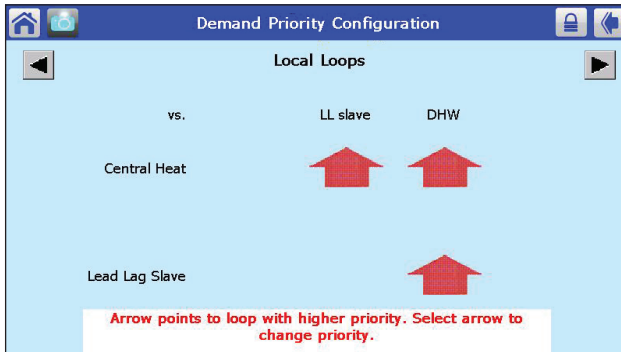 Demand Priority Configuration
Local Loops
vs. LL slave DHW
Central Heat
Lead Lag Slave
Arrow points to loop with higher priority. Select arrow to
change priority.